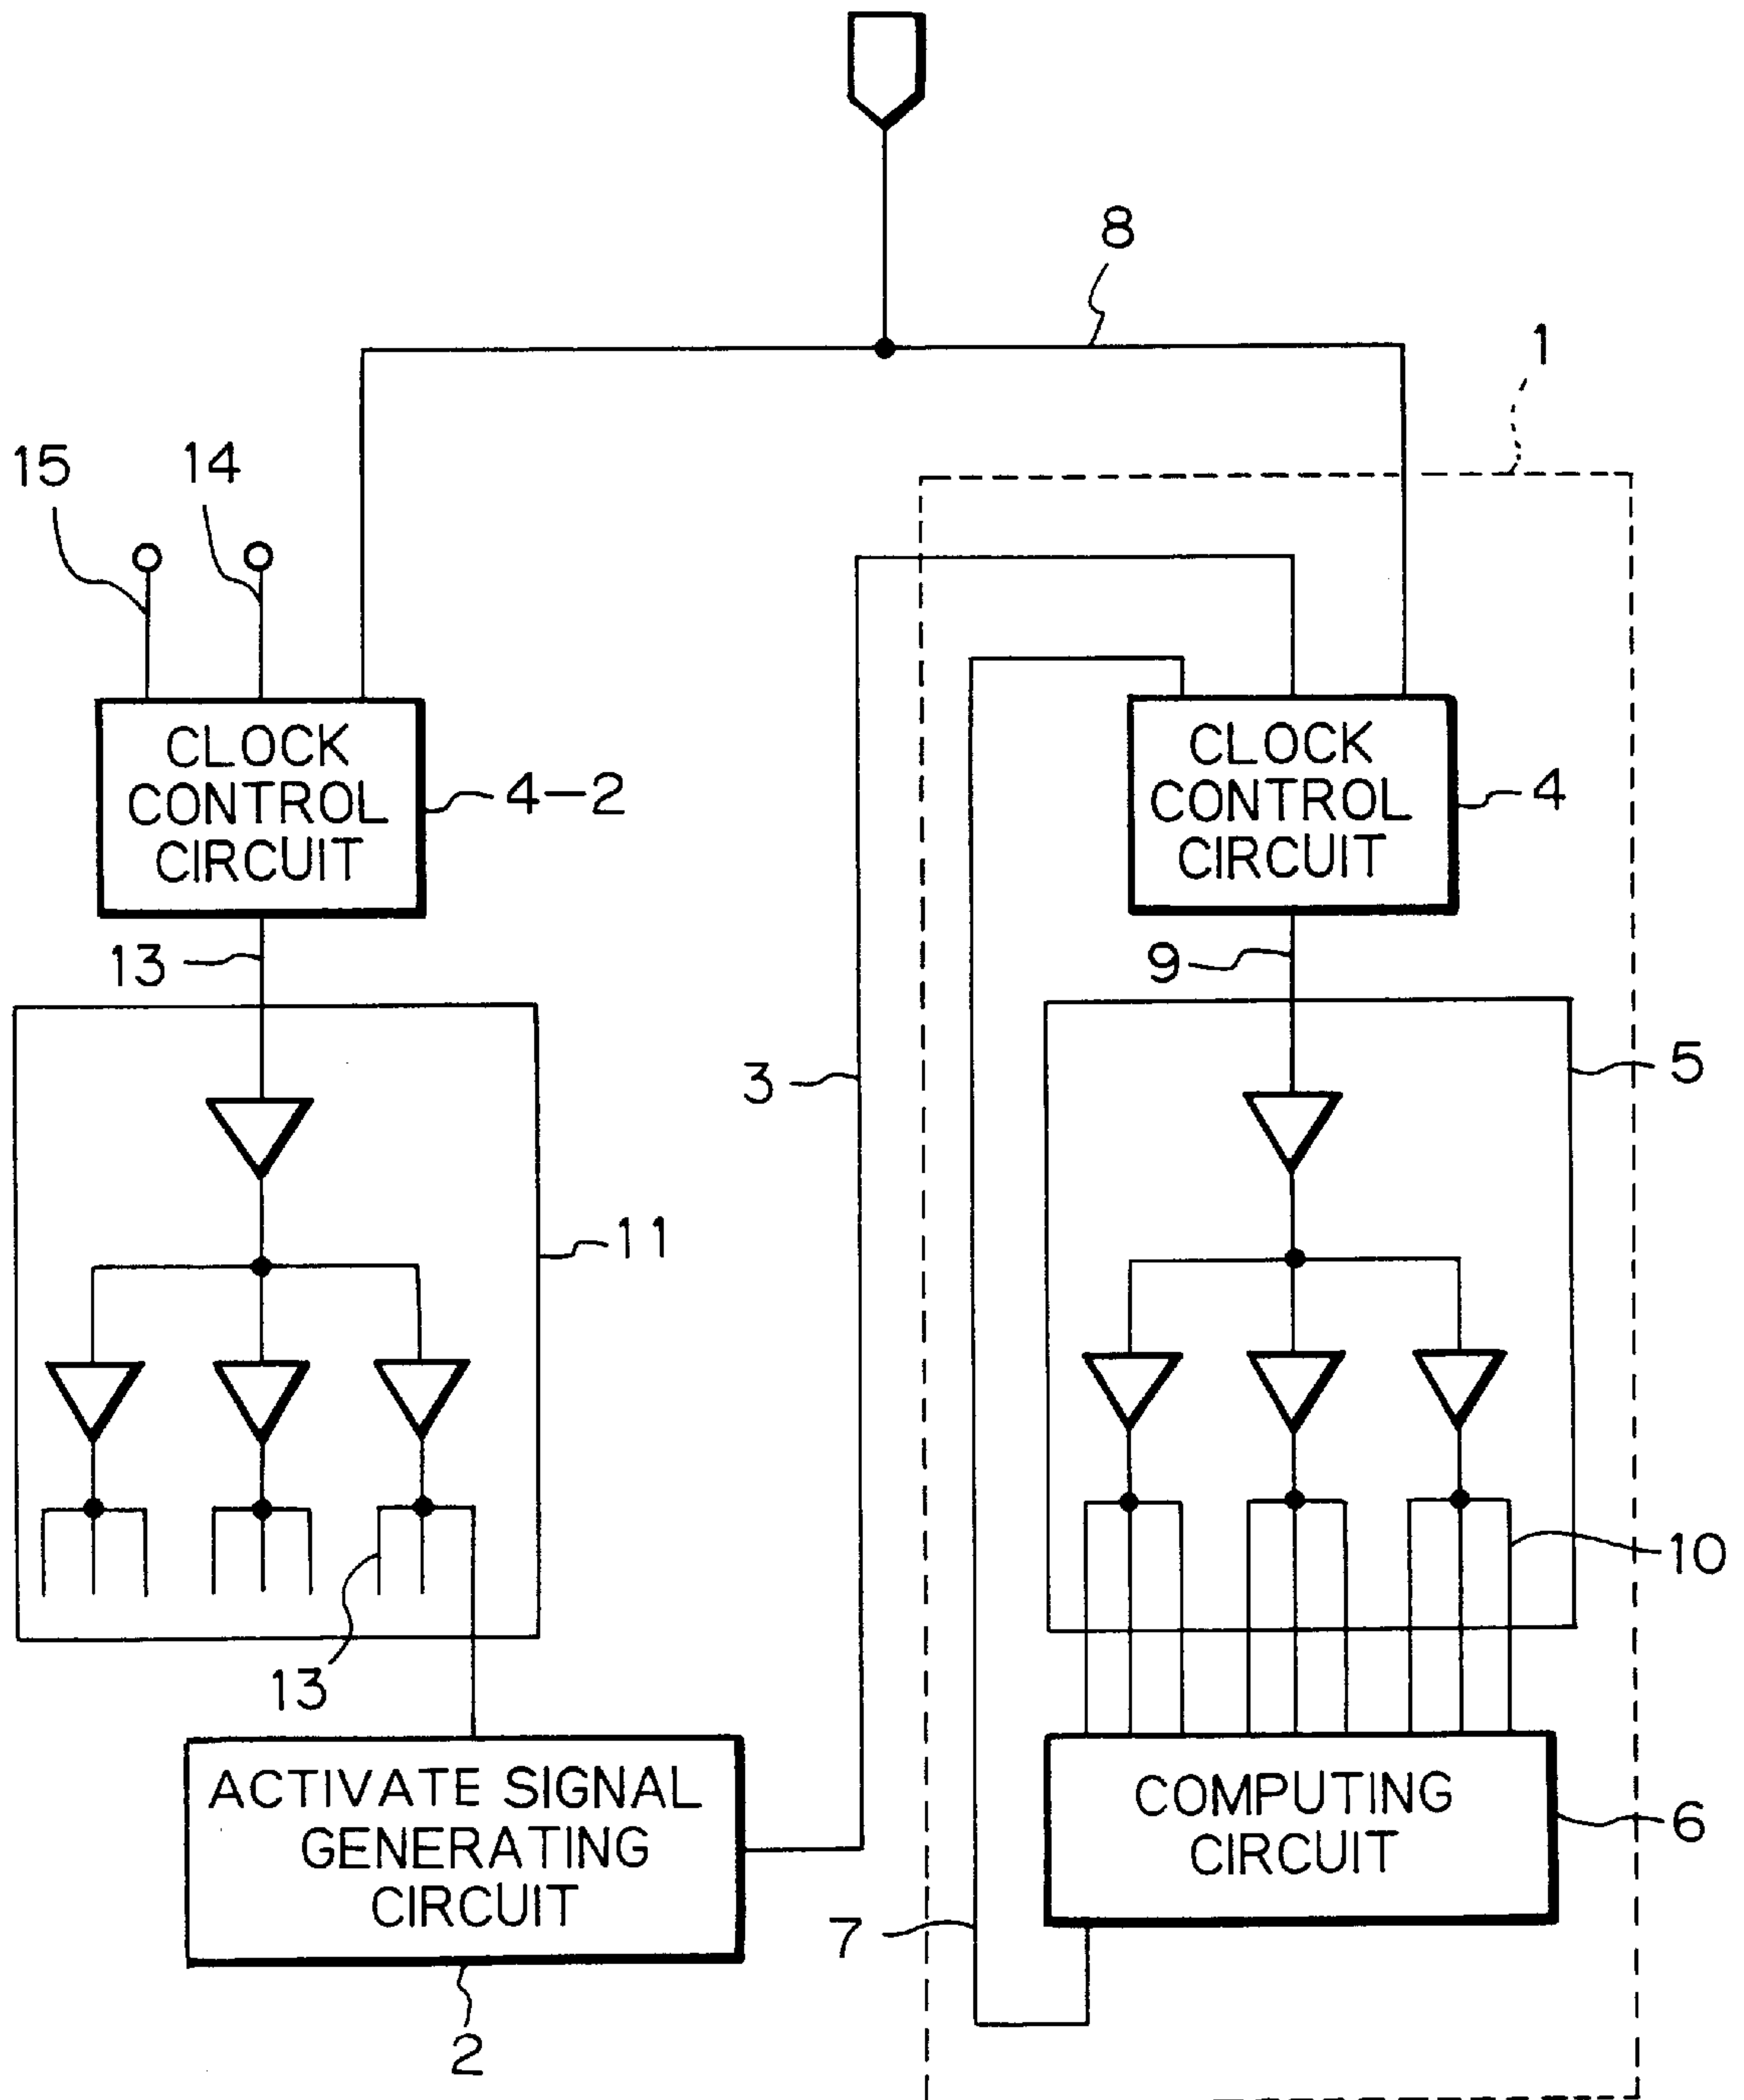 8
1
15
14
CLOCK
CONTROL
CIRCUIT
4-2
CLOCK
CONTROL
CIRCUIT
4
13
9
5
3
11
10
13
ACTIVATE SIGNAL
GENERATING
CIRCUIT
COMPUTING
CIRCUIT
6
7
2